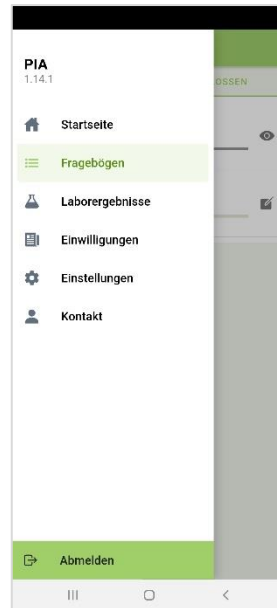 PIA
1.14.1
OSSEN
Startseite
Fragebögen
Laborergebnisse
Einwilligungen
Einstellungen
Kontakt
Abmelden